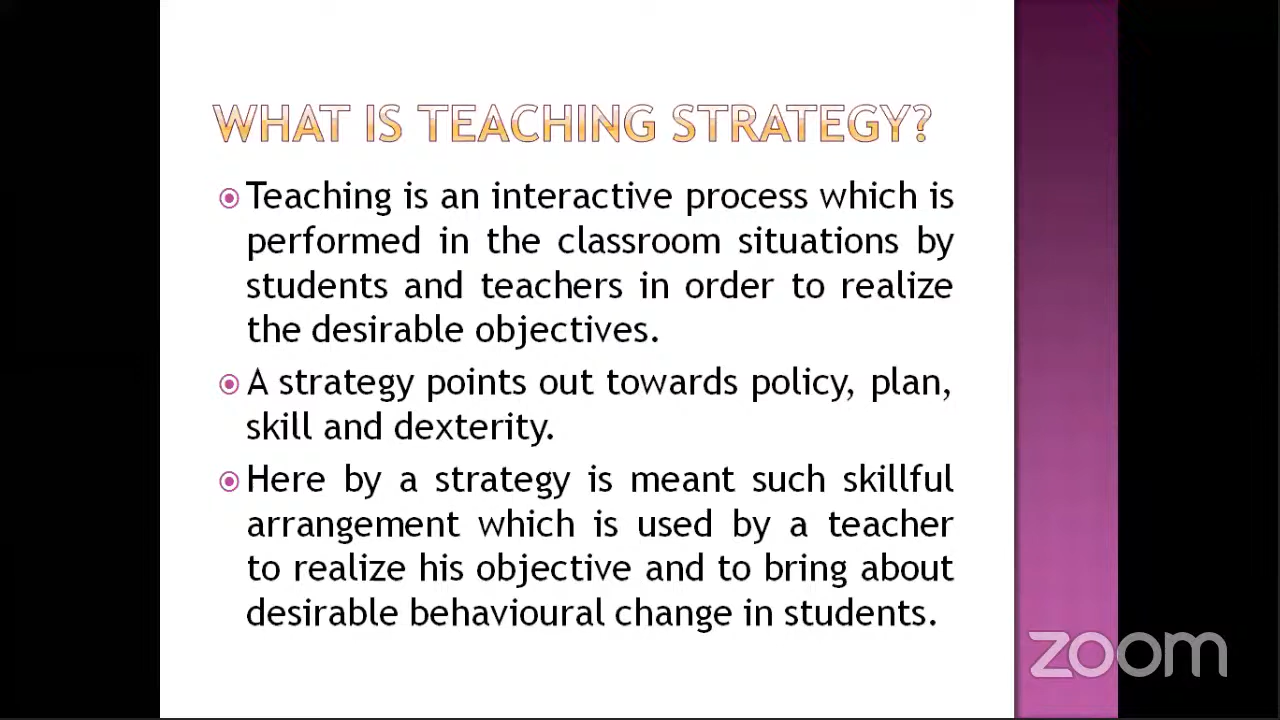 WHAT IS TEACHING STRATEGY?
Teaching is an interactive process which is
performed in the classroom situations by
students and teachers in order to realize
the desirable objectives.
A strategy points out towards policy, plan,
skill and dexterity.
Here by a strategy is meant such skillful
arrangement which is used by a teacher
to realize his objective and to bring about
desirable behavioural change in students.
zoom